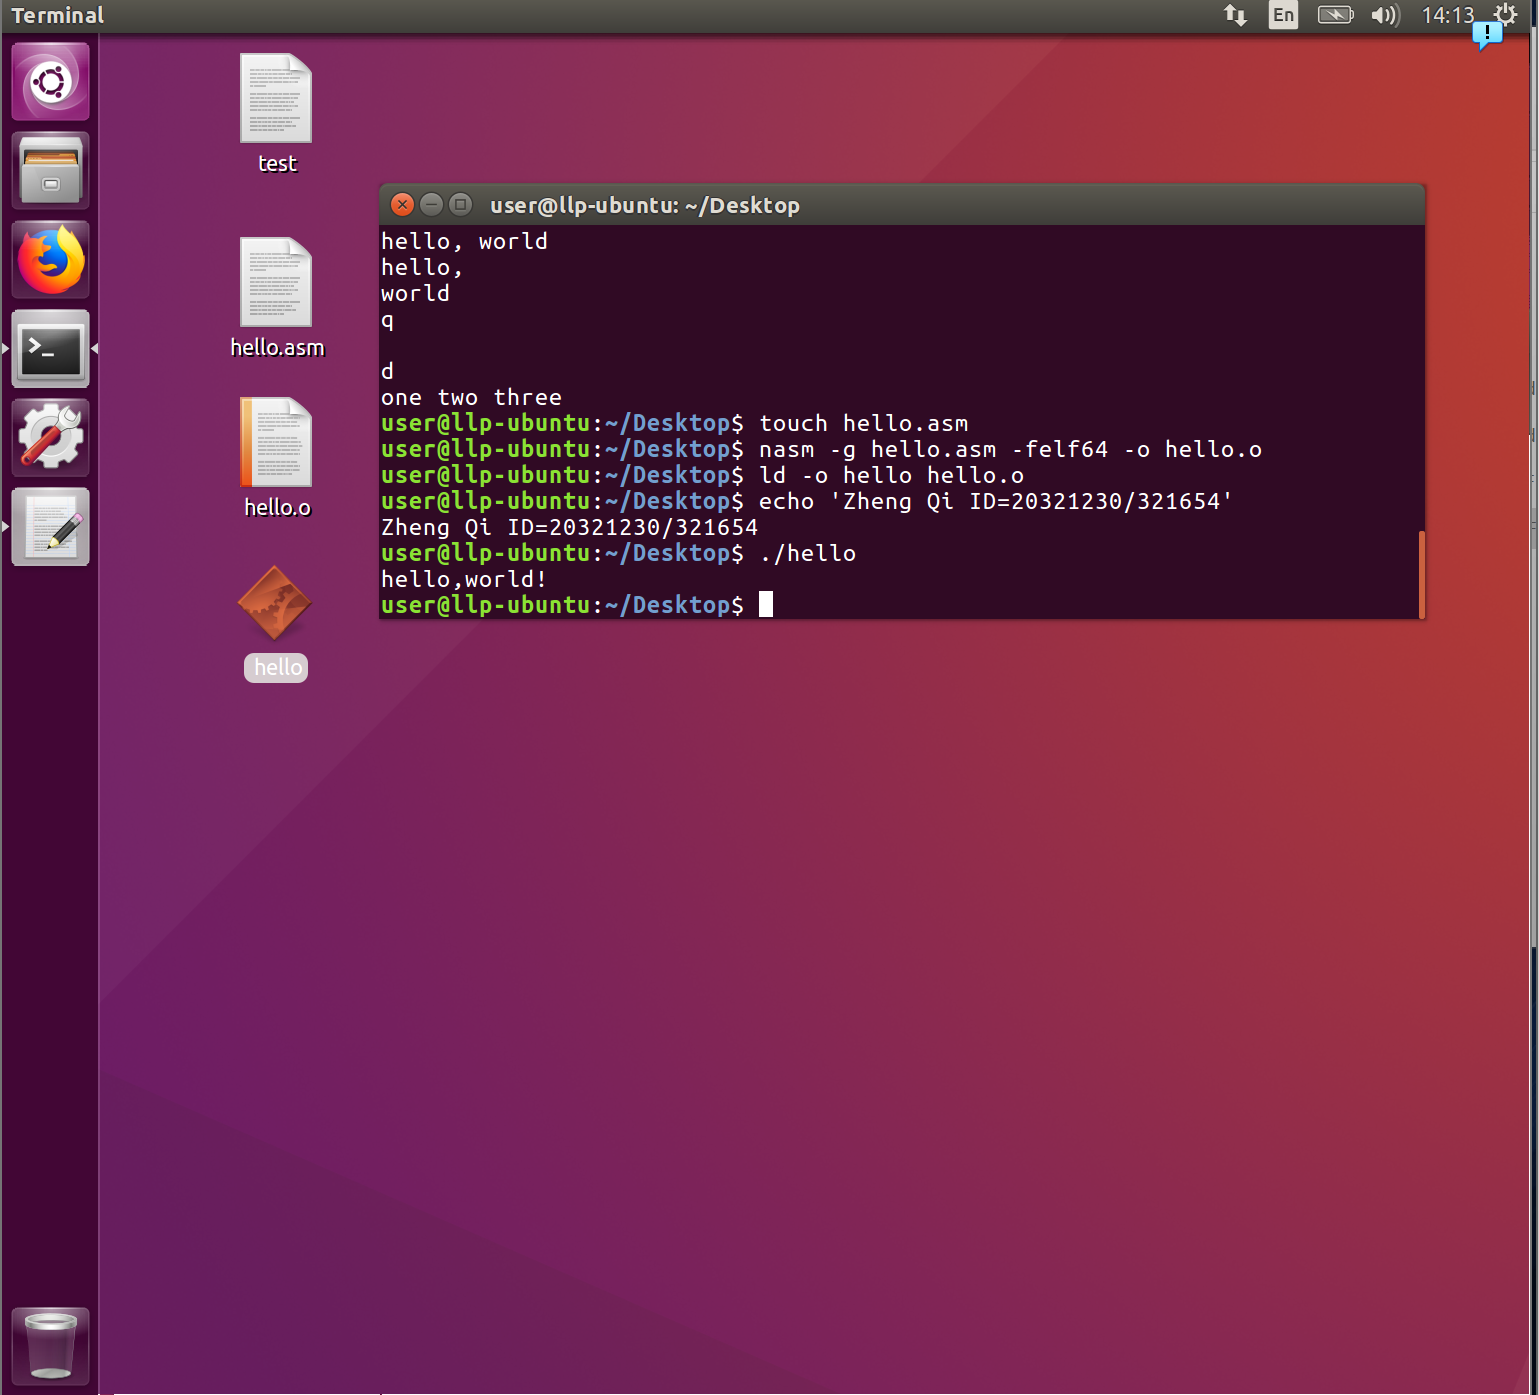 Terminal
En
14:13
test
hello.asm
hello.o
hello
user@llp-ubuntu: ~/Desktop
hello, world
hello,
world
q
d
one two three
user@llp-ubuntu:~/Desktop$ touch hello.asm
user@llp-ubuntu:~/Desktop$ nasm -g hello.asm -felf64 -o hello.o
user@llp-ubuntu:~/Desktop$ ld -o hello hello.o
user@llp-ubuntu:~/Desktop$ echo 'Zheng Qi ID=20321230/321654'
Zheng Qi ID=20321230/321654
user@llp-ubuntu:~/Desktop$ ./hello
hello,world!
user@llp-ubuntu:~/Desktop$